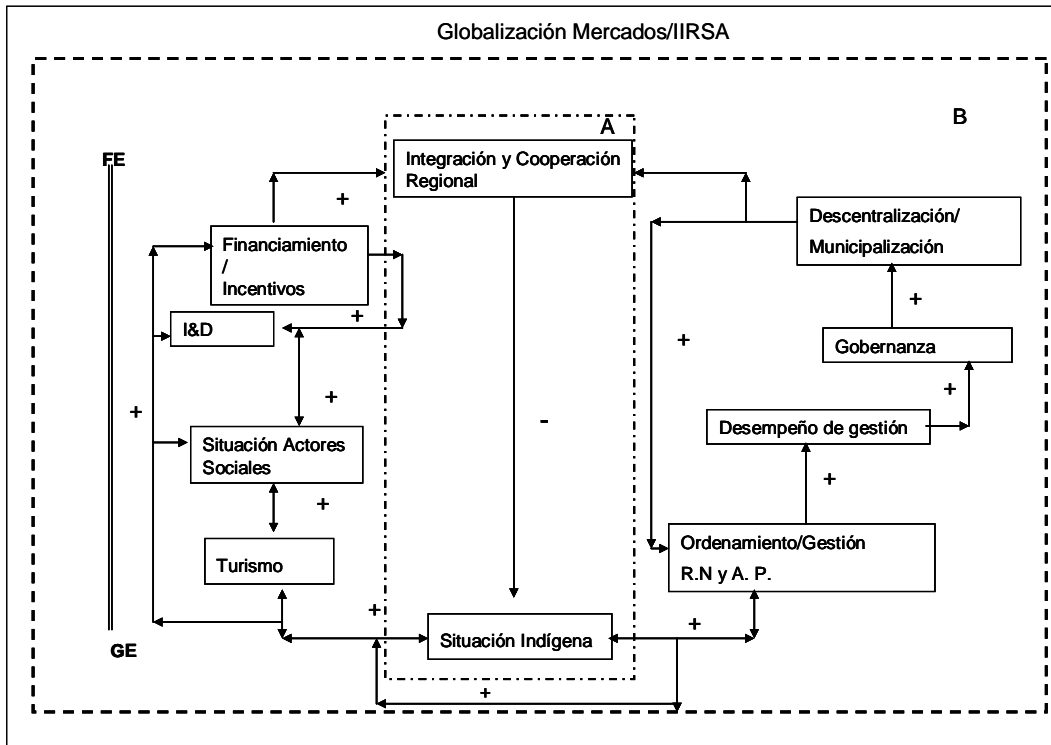 Globalización Mercados/IIRSA
A
B
FE
Integración y Cooperación
Regional
+
Descentralización/
Municipalización
Financiamiento
/
Incentivos
+
I&D
+
+
Gobernanza
+
+
+
-
Desempeño de gestión
Situación Actores
Sociales
+
+
Ordenamiento/Gestión
R.N y A. P.
Turismo
+
+
Situación Indígena
GE
+